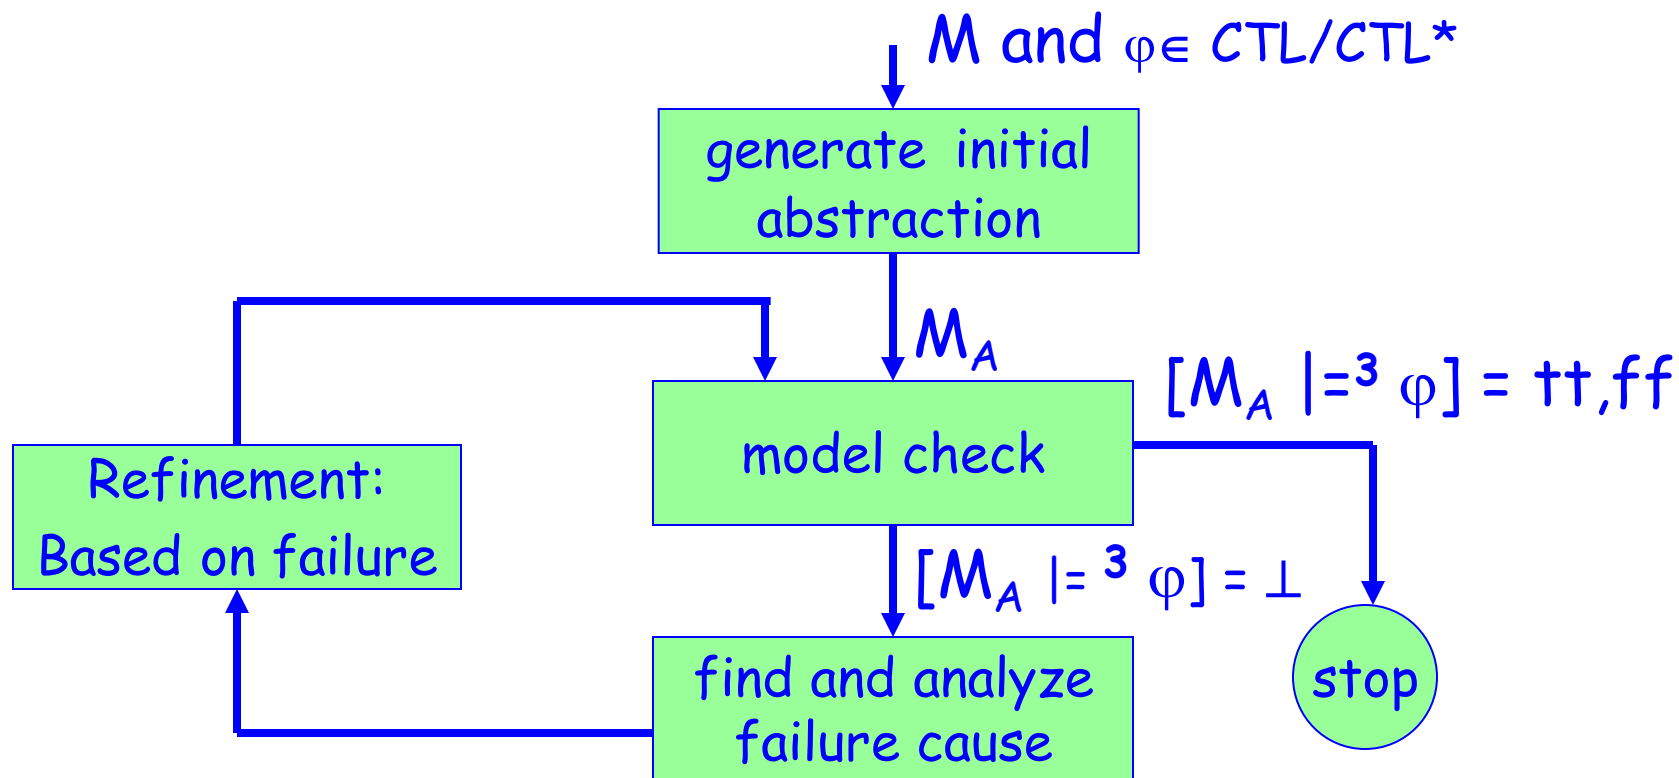 M and φ∈ CTL/CTL*
generate initial
abstraction
M_A
[M_A |=³ φ] = tt,ff
model check
Refinement:
Based on failure
[M_A |= ³ φ] = ⊥
stop
find and analyze
failure cause